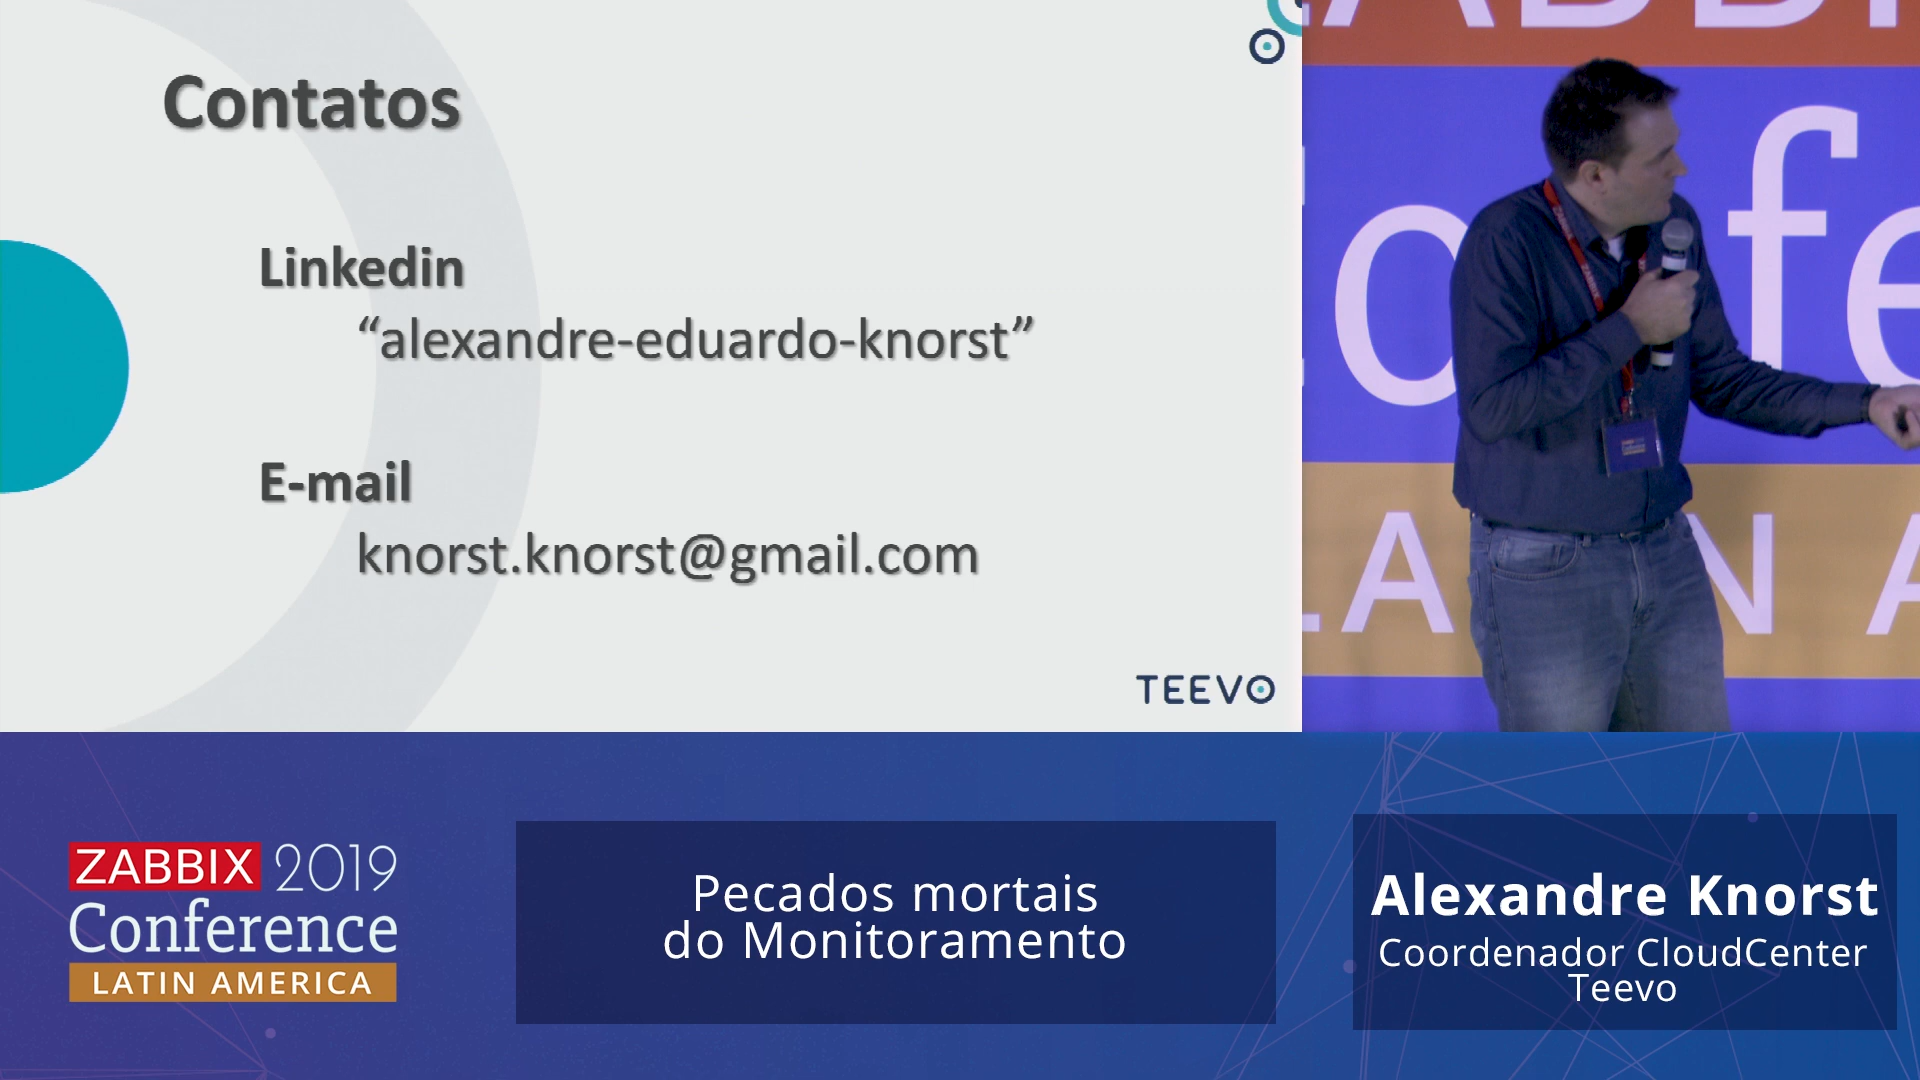 Contatos
Linkedin
“alexandre-eduardo-knorst”
E-mail
knorst.knorst@gmail.com
TEEVO
ZABBIX 2019
Conference
LATIN AMERICA
Pecados mortais
do Monitoramento
Alexandre Knorst
Coordenador CloudCenter
Teevo